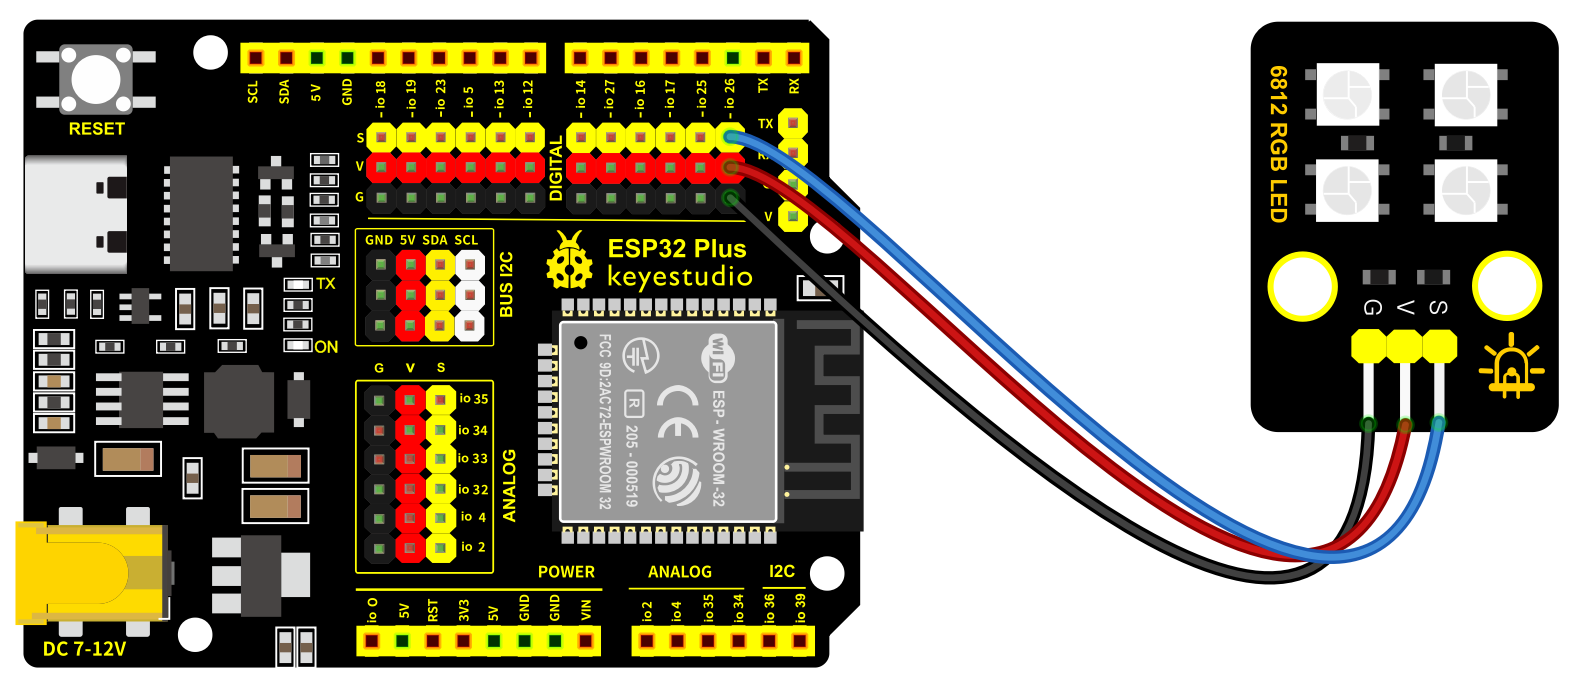 RESET
SCL SDA 5V GND io 18 io 19 io 23 io 5 io 13 io 12
io 14 io 27 io 16 io 17 io 25 io 26 TX RX
S
V
G
DIGITAL
TX
V
GND 5V SDA SCL
BUS I2C
ESP32 Plus
keyestudio
TX
ON
G V S
io 35
io 34
io 33
io 32
io 4
io 2
ANALOG
WiFi
ESP - WROOM -32
CE
R
205 - 000519
FCC 9D:2AC72-ESPWROOM 32
POWER
io O 5V RST 3V3 5V GND GND VIN
ANALOG
I2C
io 2 io 4 io 35 io 34 io 36 io 39
DC 7-12V
6812 RGB LED
G V S